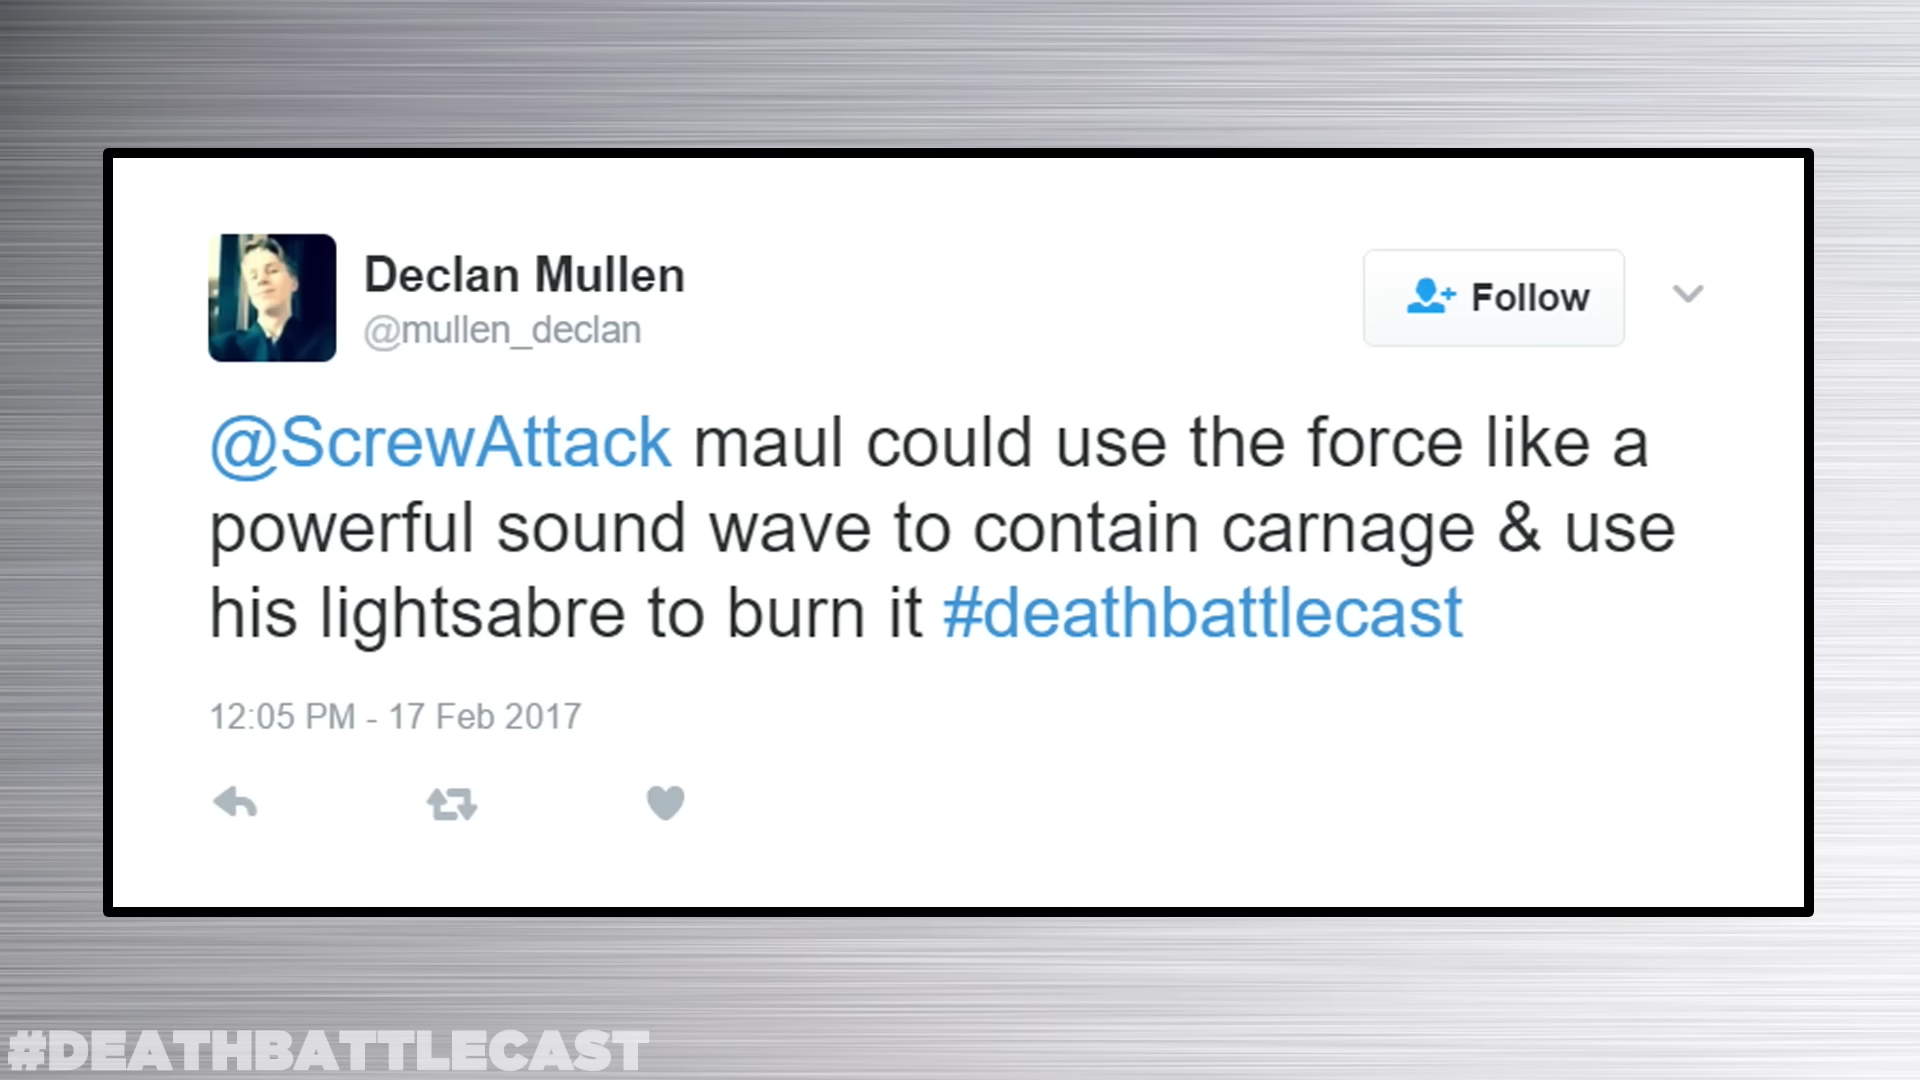 Declan Mullen
@mullen_declan
Follow
@ScrewAttack maul could use the force like a
powerful sound wave to contain carnage & use
his lightsabre to burn it #deathbattlecast
12:05 PM - 17 Feb 2017
#DEATHBATTLECAST